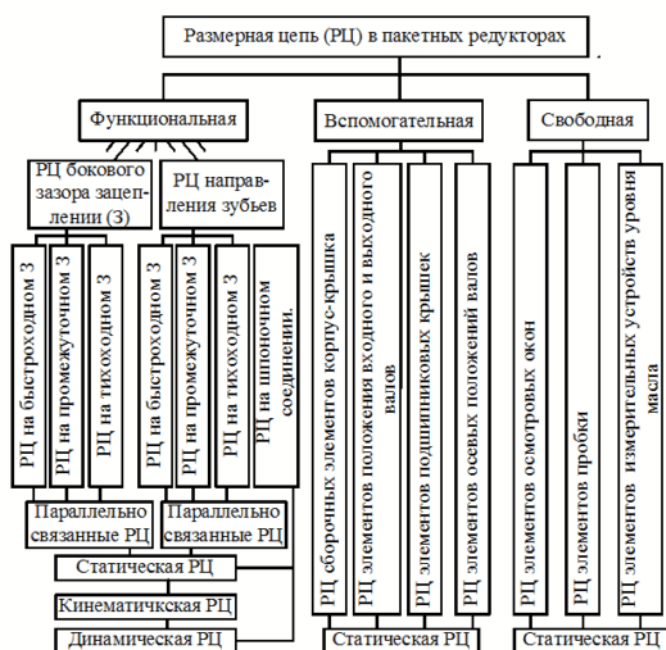 Размерная цепь (РЦ) в пакетных редукторах
Функциональная
Вспомогательная
Свободная
РЦ бокового
зазора зацеп-
лении (З)
РЦ направ-
ления зубьев
РЦ на быстроходном З
РЦ на промежуточном З
РЦ на тихоходном З
РЦ на быстроходном З
РЦ на промежуточном З
РЦ на тихоходном З
РЦ на шпоночном
соединении.
РЦ сборочных элементов корпус-крышка
РЦ элементов положения входного и выходного
валов
РЦ элементов подшипниковых крышек
РЦ элементов осевых положений валов
РЦ элементов осмотровых окон
РЦ элементов пробки
РЦ элементов измерительных устройств уровня
масла
Параллельно
связанные РЦ
Параллельно
связанные РЦ
Статическая РЦ
Кинематичкская РЦ
Динамическая РЦ
Статическая РЦ
Статическая РЦ